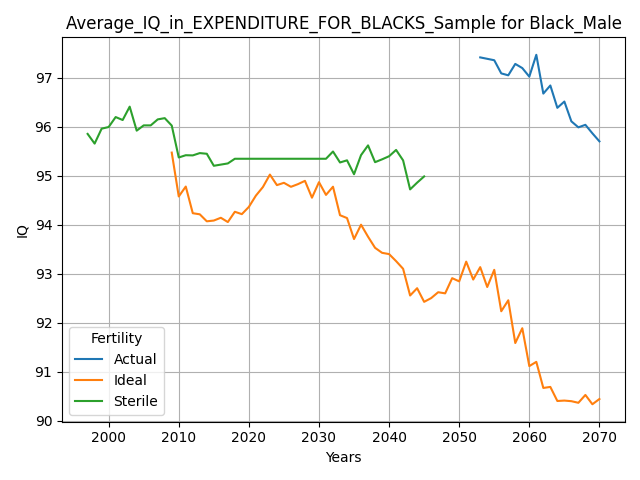 Average_IQ_in_EXPENDITURE_FOR_BLACKS_Sample for Black_Male
IQ
97
96
95
94
93
92
91
90
Fertility
Actual
Ideal
Sterile
2000 2010 2020 2030 2040 2050 2060 2070
Years